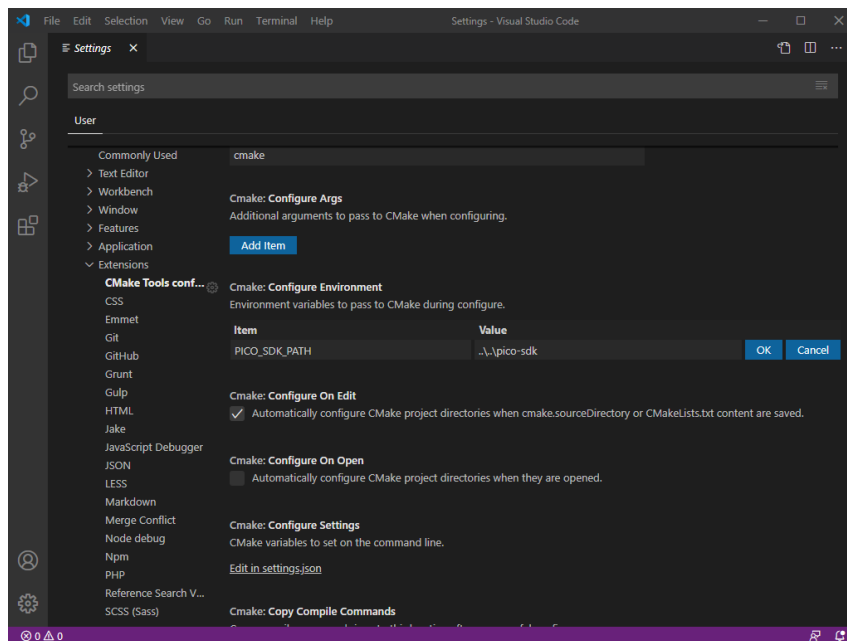 File Edit Selection View Go Run Terminal Help Settings - Visual Studio Code
Settings
Search settings
User
Commonly Used
Text Editor
Workbench
Window
Features
Application
Extensions
CMake Tools conf...
CSS
Emmet
Git
GitHub
Grunt
Gulp
HTML
Jake
JavaScript Debugger
JSON
LESS
Markdown
Merge Conflict
Node debug
Npm
PHP
Reference Search V...
SCSS (Sass)
cmake
Cmake: Configure Args
Additional arguments to pass to CMake when configuring.
Add Item
Cmake: Configure Environment
Environment variables to pass to CMake during configure.
Item Value
PICO_SDK_PATH ..\..\pico-sdk OK Cancel
Cmake: Configure On Edit
Automatically configure CMake project directories when cmake.sourceDirectory or CMakeLists.txt content are saved.
Cmake: Configure On Open
Automatically configure CMake project directories when they are opened.
Cmake: Configure Settings
CMake variables to set on the command line.
Edit in settings.json
Cmake: Copy Compile Commands
0 0